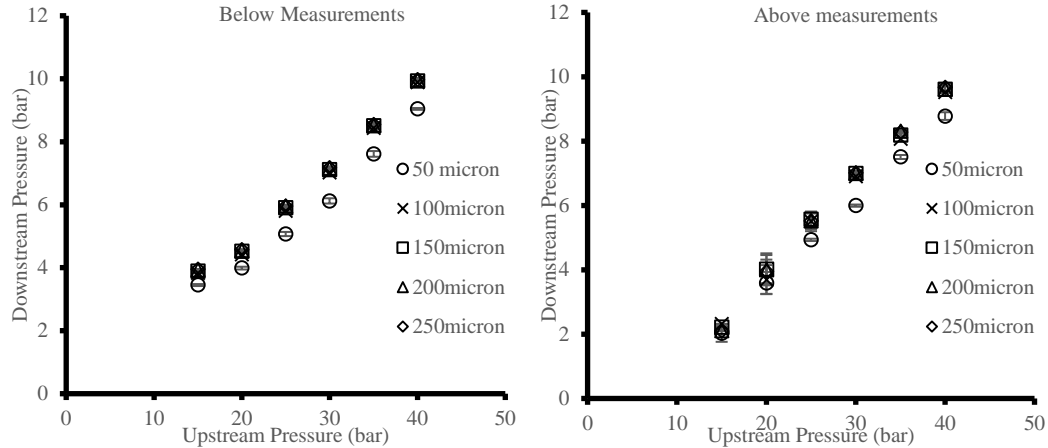 Below Measurements
12
10
8
6
4
2
0
Downstream Pressure (bar)
50 micron
100micron
150micron
200micron
250micron
0 10 20 30 40 50
Upstream Pressure (bar)
Above measurements
12
10
8
6
4
2
0
Downstream Pressure (bar)
50micron
100micron
150micron
200micron
250micron
0 10 20 30 40 50
Upstream Pressure (bar)